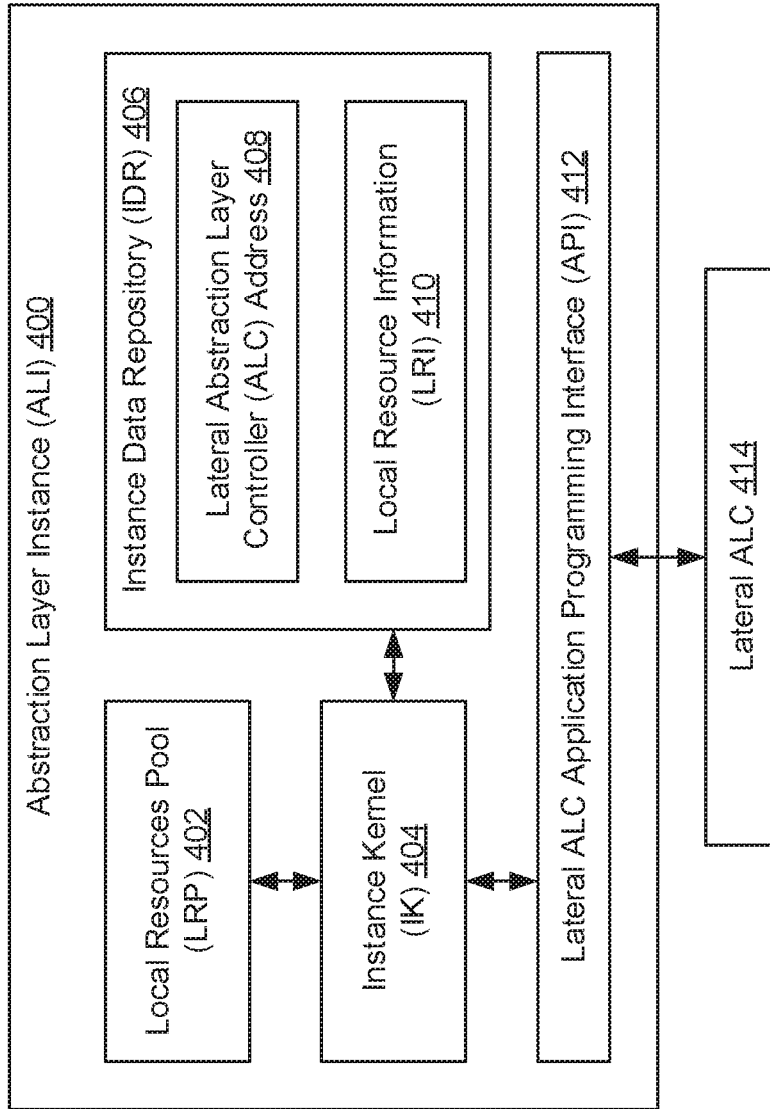 Abstraction Layer Instance (ALI) 400
Local Resources Pool
(LRP) 402
Instance Kernel
(IK) 404
Instance Data Repository (IDR) 406
Lateral Abstraction Layer
Controller (ALC) Address 408
Local Resource Information
(LRI) 410
Lateral ALC Application Programming Interface (API) 412
Lateral ALC 414